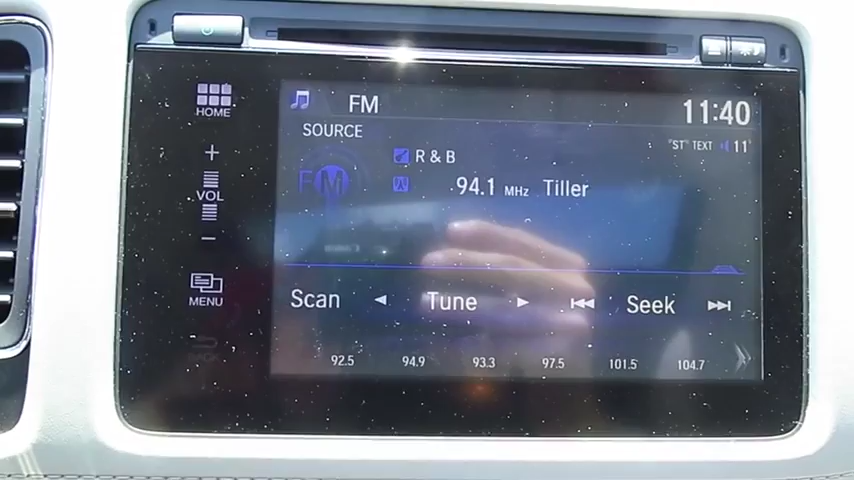 FM
11:40
HOME
SOURCE
"ST" TEXT 11
R & B
+
VOL
FM
94.1 MHz Tiller
−
MENU
Scan Tune Seek
BACK
92.5 94.9 93.3 97.5 101.5 104.7